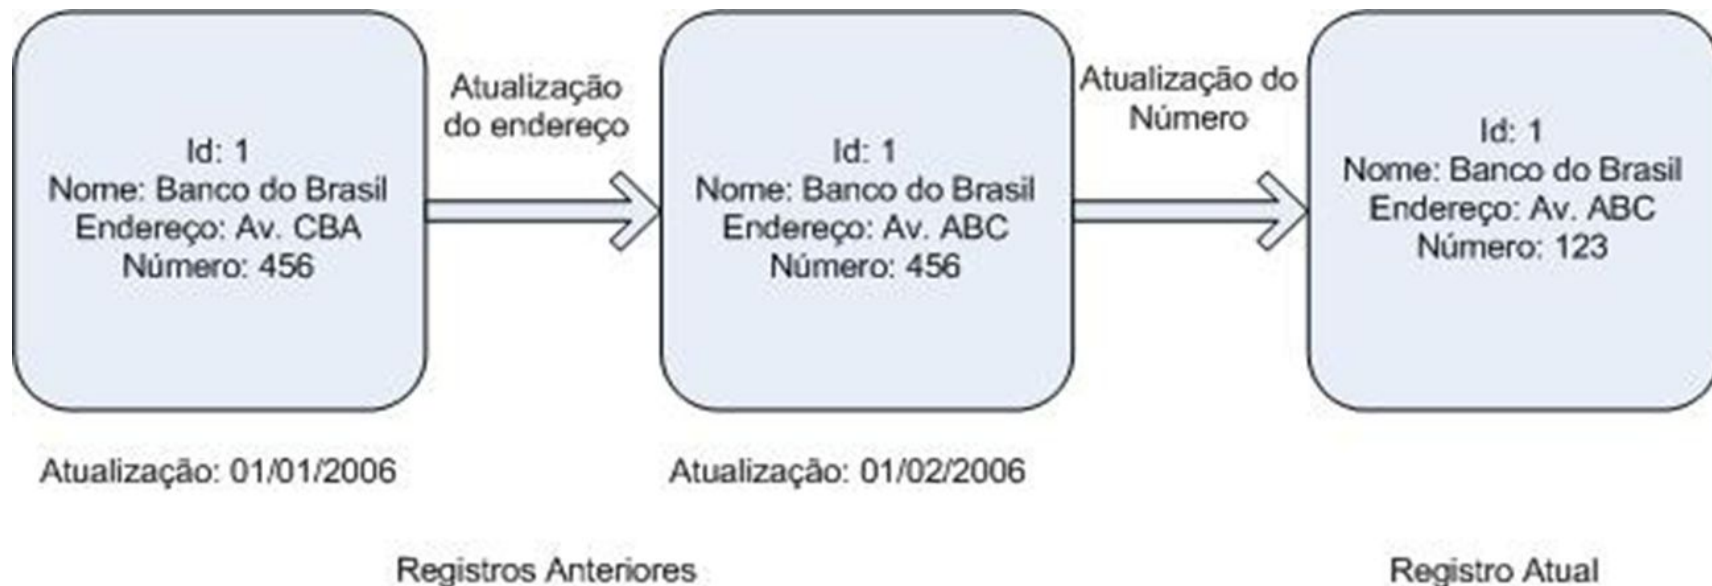 Id: 1
Nome: Banco do Brasil
Endereço: Av. CBA
Número: 456
Atualização
do endereço
Id: 1
Nome: Banco do Brasil
Endereço: Av. ABC
Número: 456
Atualização do
Número
Id: 1
Nome: Banco do Brasil
Endereço: Av. ABC
Número: 123
Atualização: 01/01/2006
Atualização: 01/02/2006
Registros Anteriores
Registro Atual